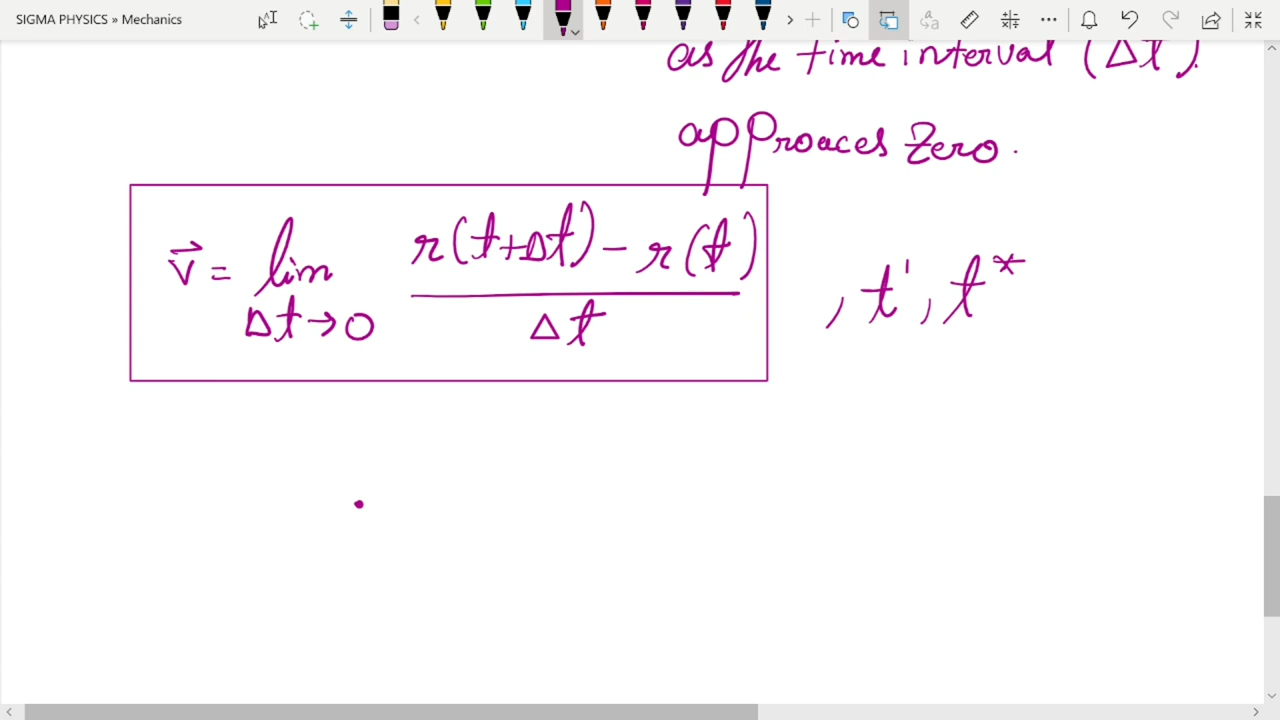 SIGMA PHYSICS » Mechanics
as the time interval (Δt).
approaces Zero.
v⃗ = lim Δt→0 r(t+Δt) − r(t) / Δt , t', t*